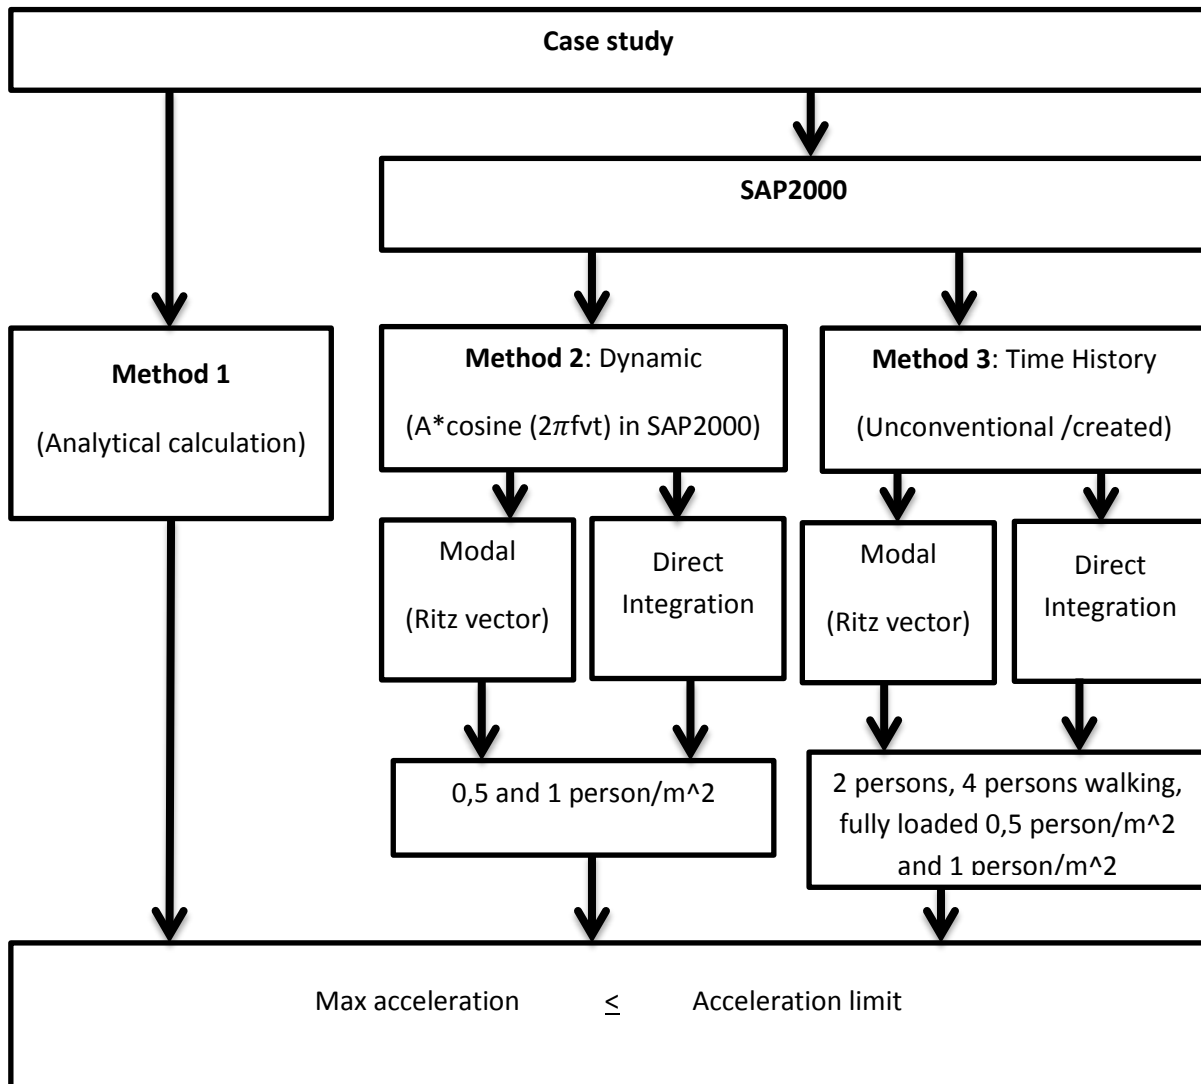 Case study
SAP2000
Method 1
(Analytical calculation)
Method 2: Dynamic
(A*cosine (2𝜋fvt) in SAP2000)
Method 3: Time History
(Unconventional /created)
Modal
(Ritz vector)
Direct
Integration
Modal
(Ritz vector)
Direct
Integration
0,5 and 1 person/m^2
2 persons, 4 persons walking,
fully loaded 0,5 person/m^2
and 1 person/m^2
Max acceleration ≤ Acceleration limit